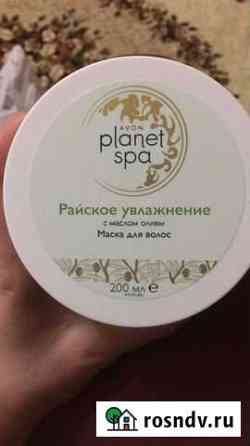 AVON
planet
spa
Райское увлажнение
с маслом оливы
Маска для волос
200 мл e
rosndv.ru